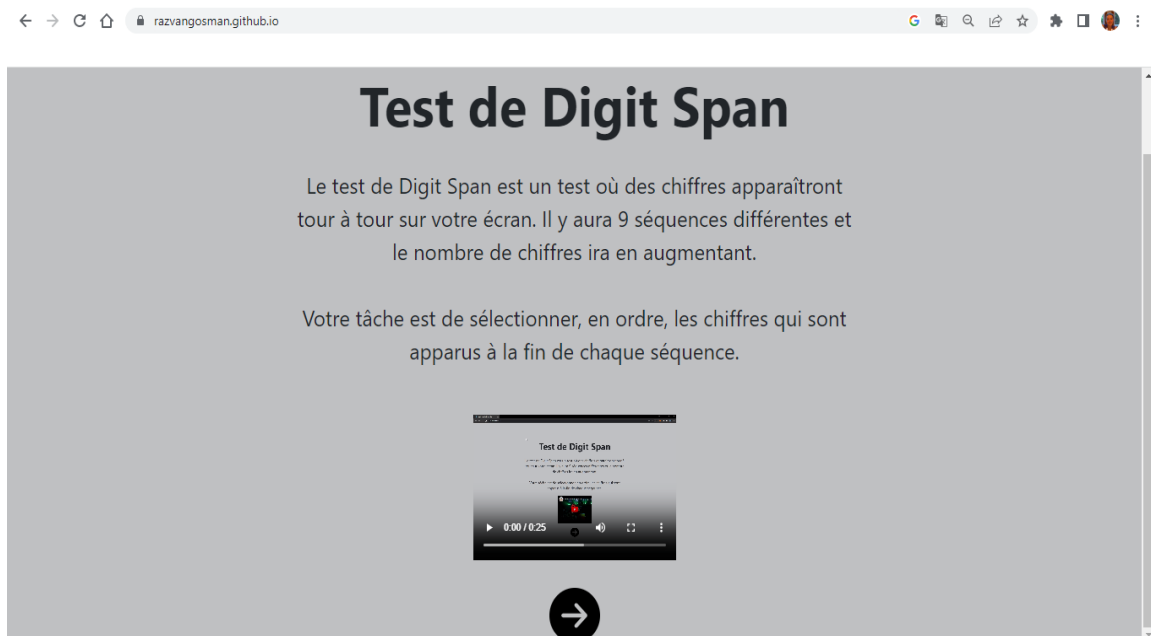 razvangosman.github.io
Test de Digit Span
Le test de Digit Span est un test où des chiffres apparaîtront
tour à tour sur votre écran. Il y aura 9 séquences différentes et
le nombre de chiffres ira en augmentant.
Votre tâche est de sélectionner, en ordre, les chiffres qui sont
apparus à la fin de chaque séquence.
Test de Digit Span
0:00 / 0:25